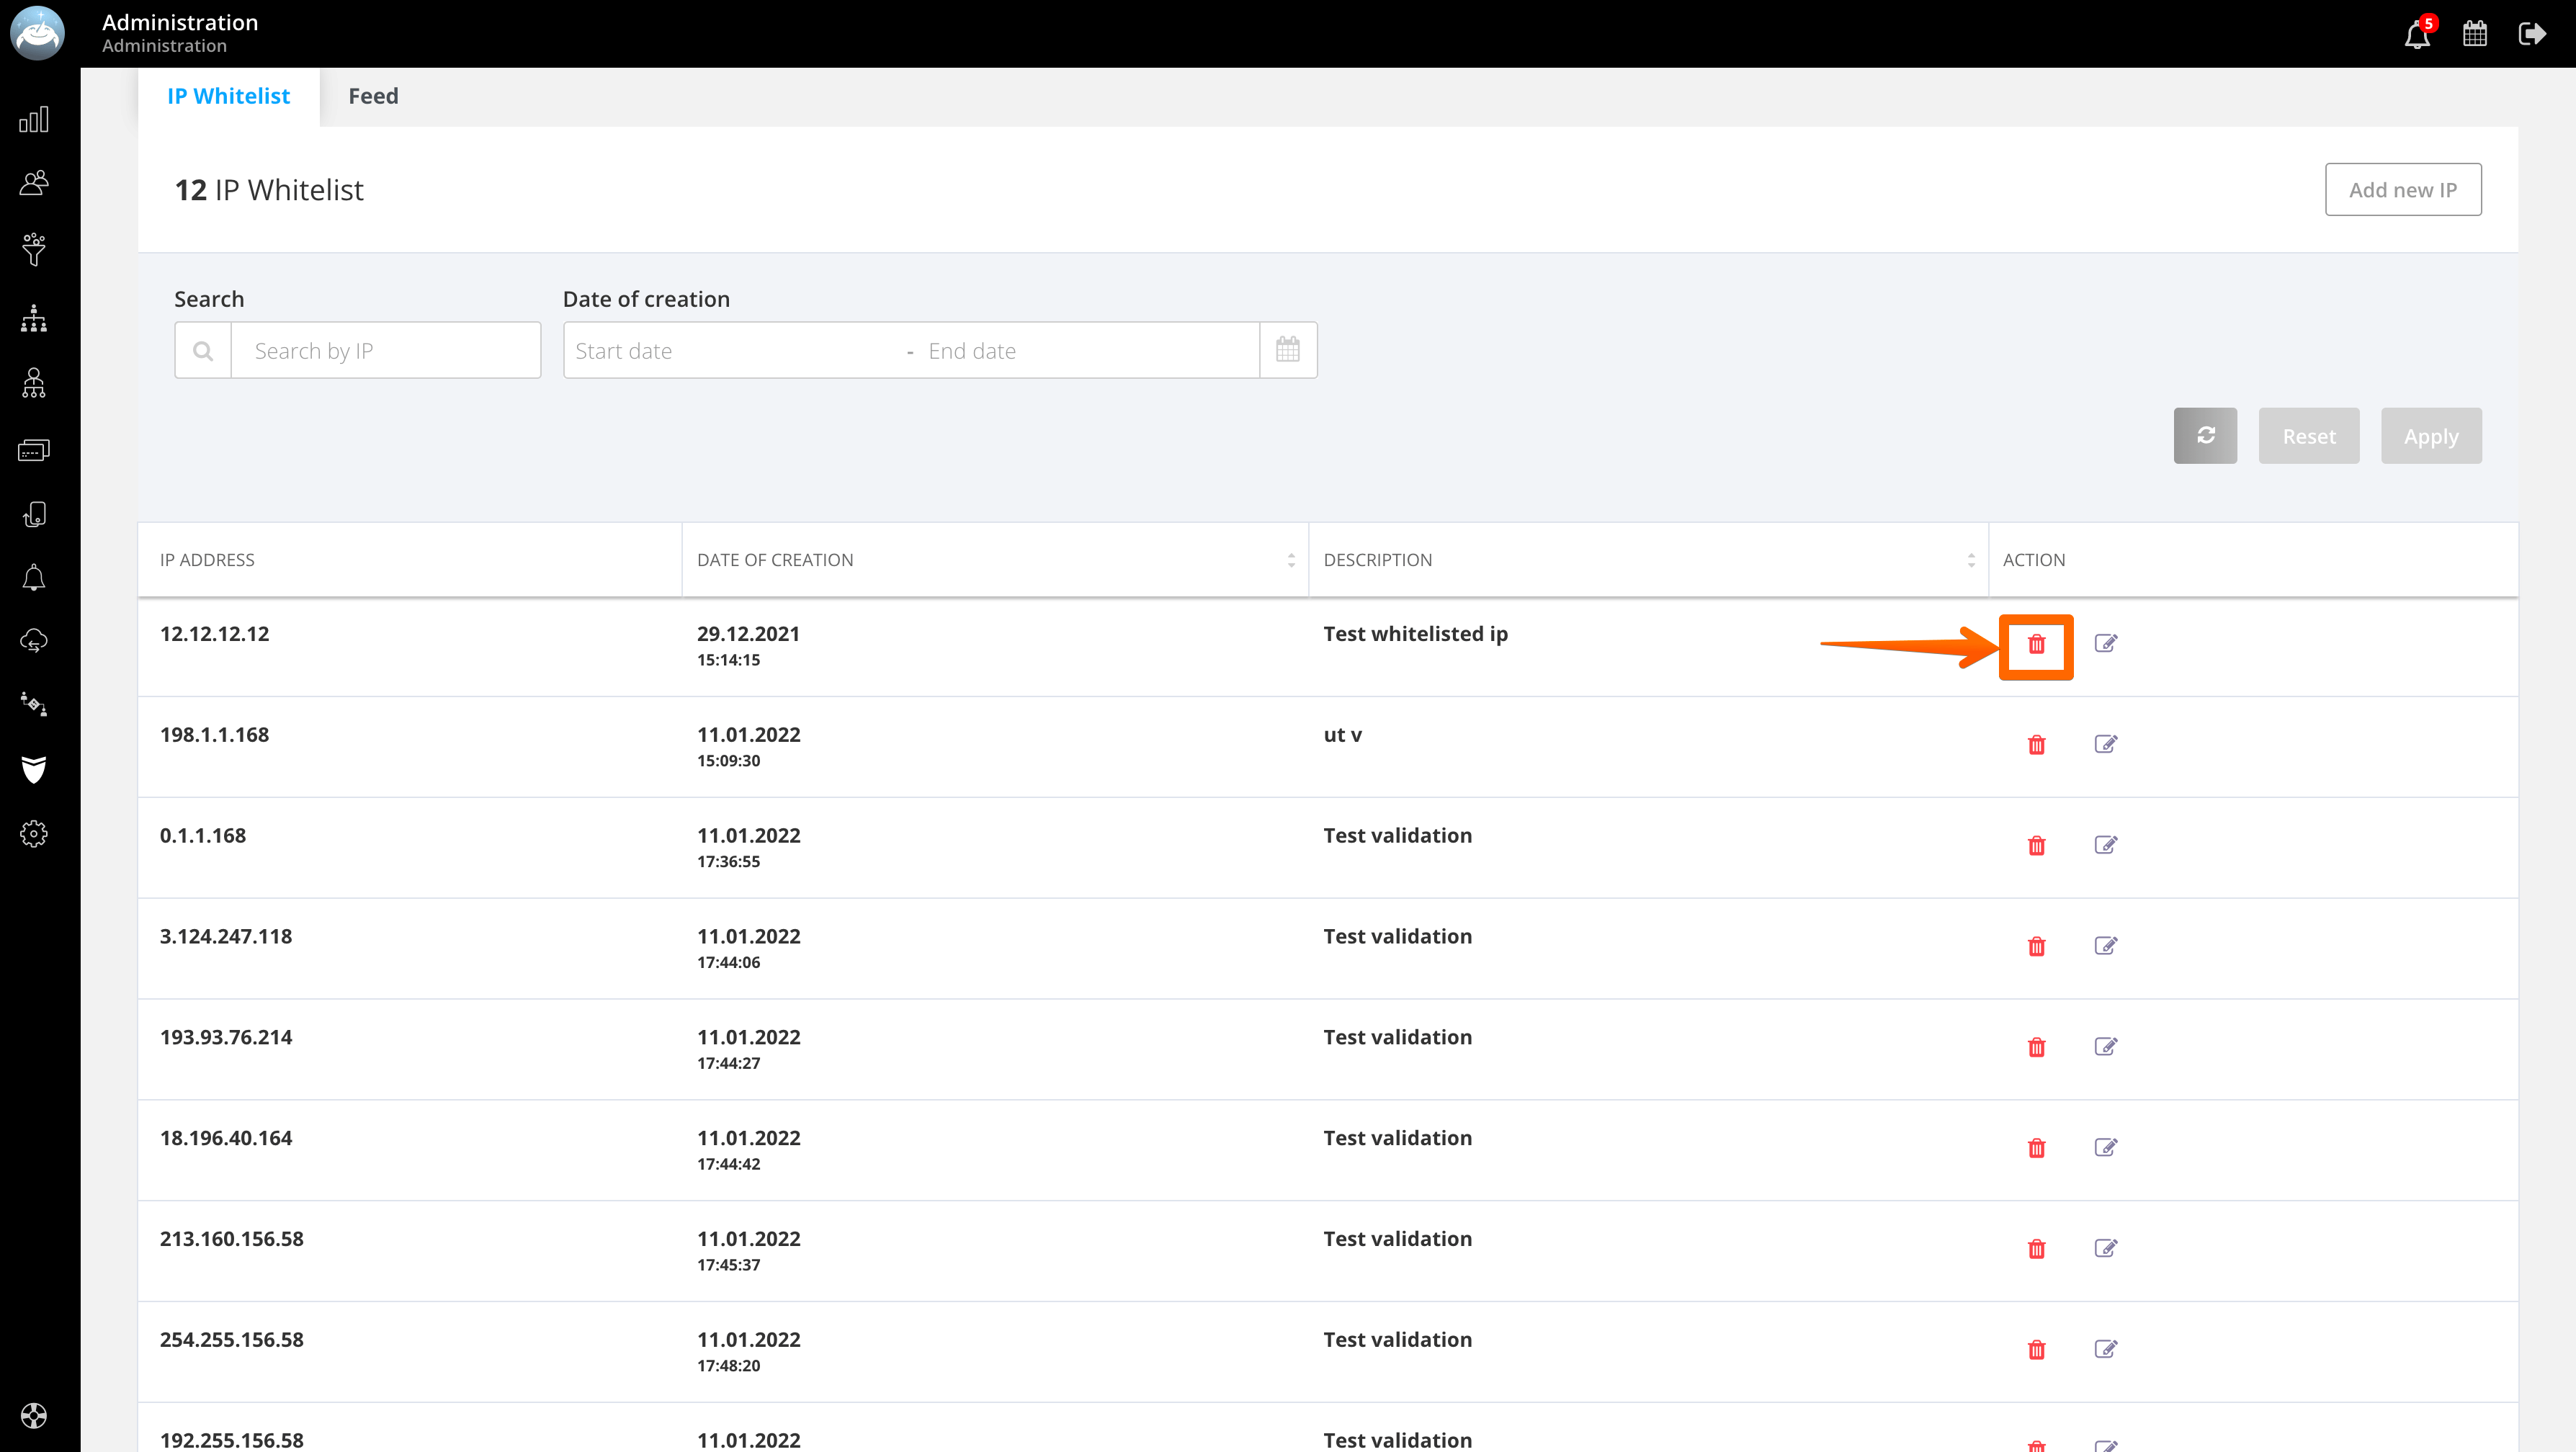 Administration
Administration
5
IP Whitelist
Feed
12 IP Whitelist
Add new IP
Search
Date of creation
Search by IP
Start date - End date
Reset
Apply
IP ADDRESS
DATE OF CREATION
DESCRIPTION
ACTION
12.12.12.12
29.12.2021
15:14:15
Test whitelisted ip
198.1.1.168
11.01.2022
15:09:30
ut v
0.1.1.168
11.01.2022
17:36:55
Test validation
3.124.247.118
11.01.2022
17:44:06
Test validation
193.93.76.214
11.01.2022
17:44:27
Test validation
18.196.40.164
11.01.2022
17:44:42
Test validation
213.160.156.58
11.01.2022
17:45:37
Test validation
254.255.156.58
11.01.2022
17:48:20
Test validation
192.255.156.58
11.01.2022
Test validation